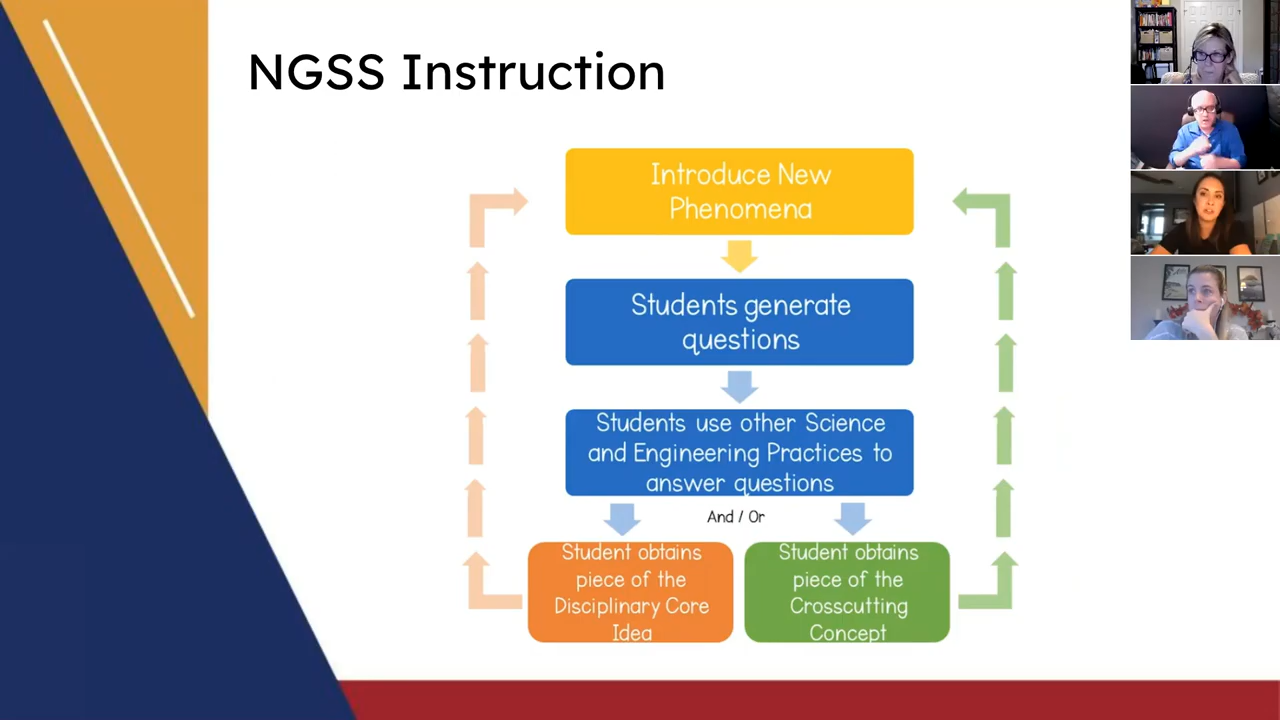 NGSS Instruction
Introduce New
Phenomena
Students generate
questions
Students use other Science
and Engineering Practices to
answer questions
And / Or
Student obtains
piece of the
Disciplinary Core
Idea
Student obtains
piece of the
Crosscutting
Concept